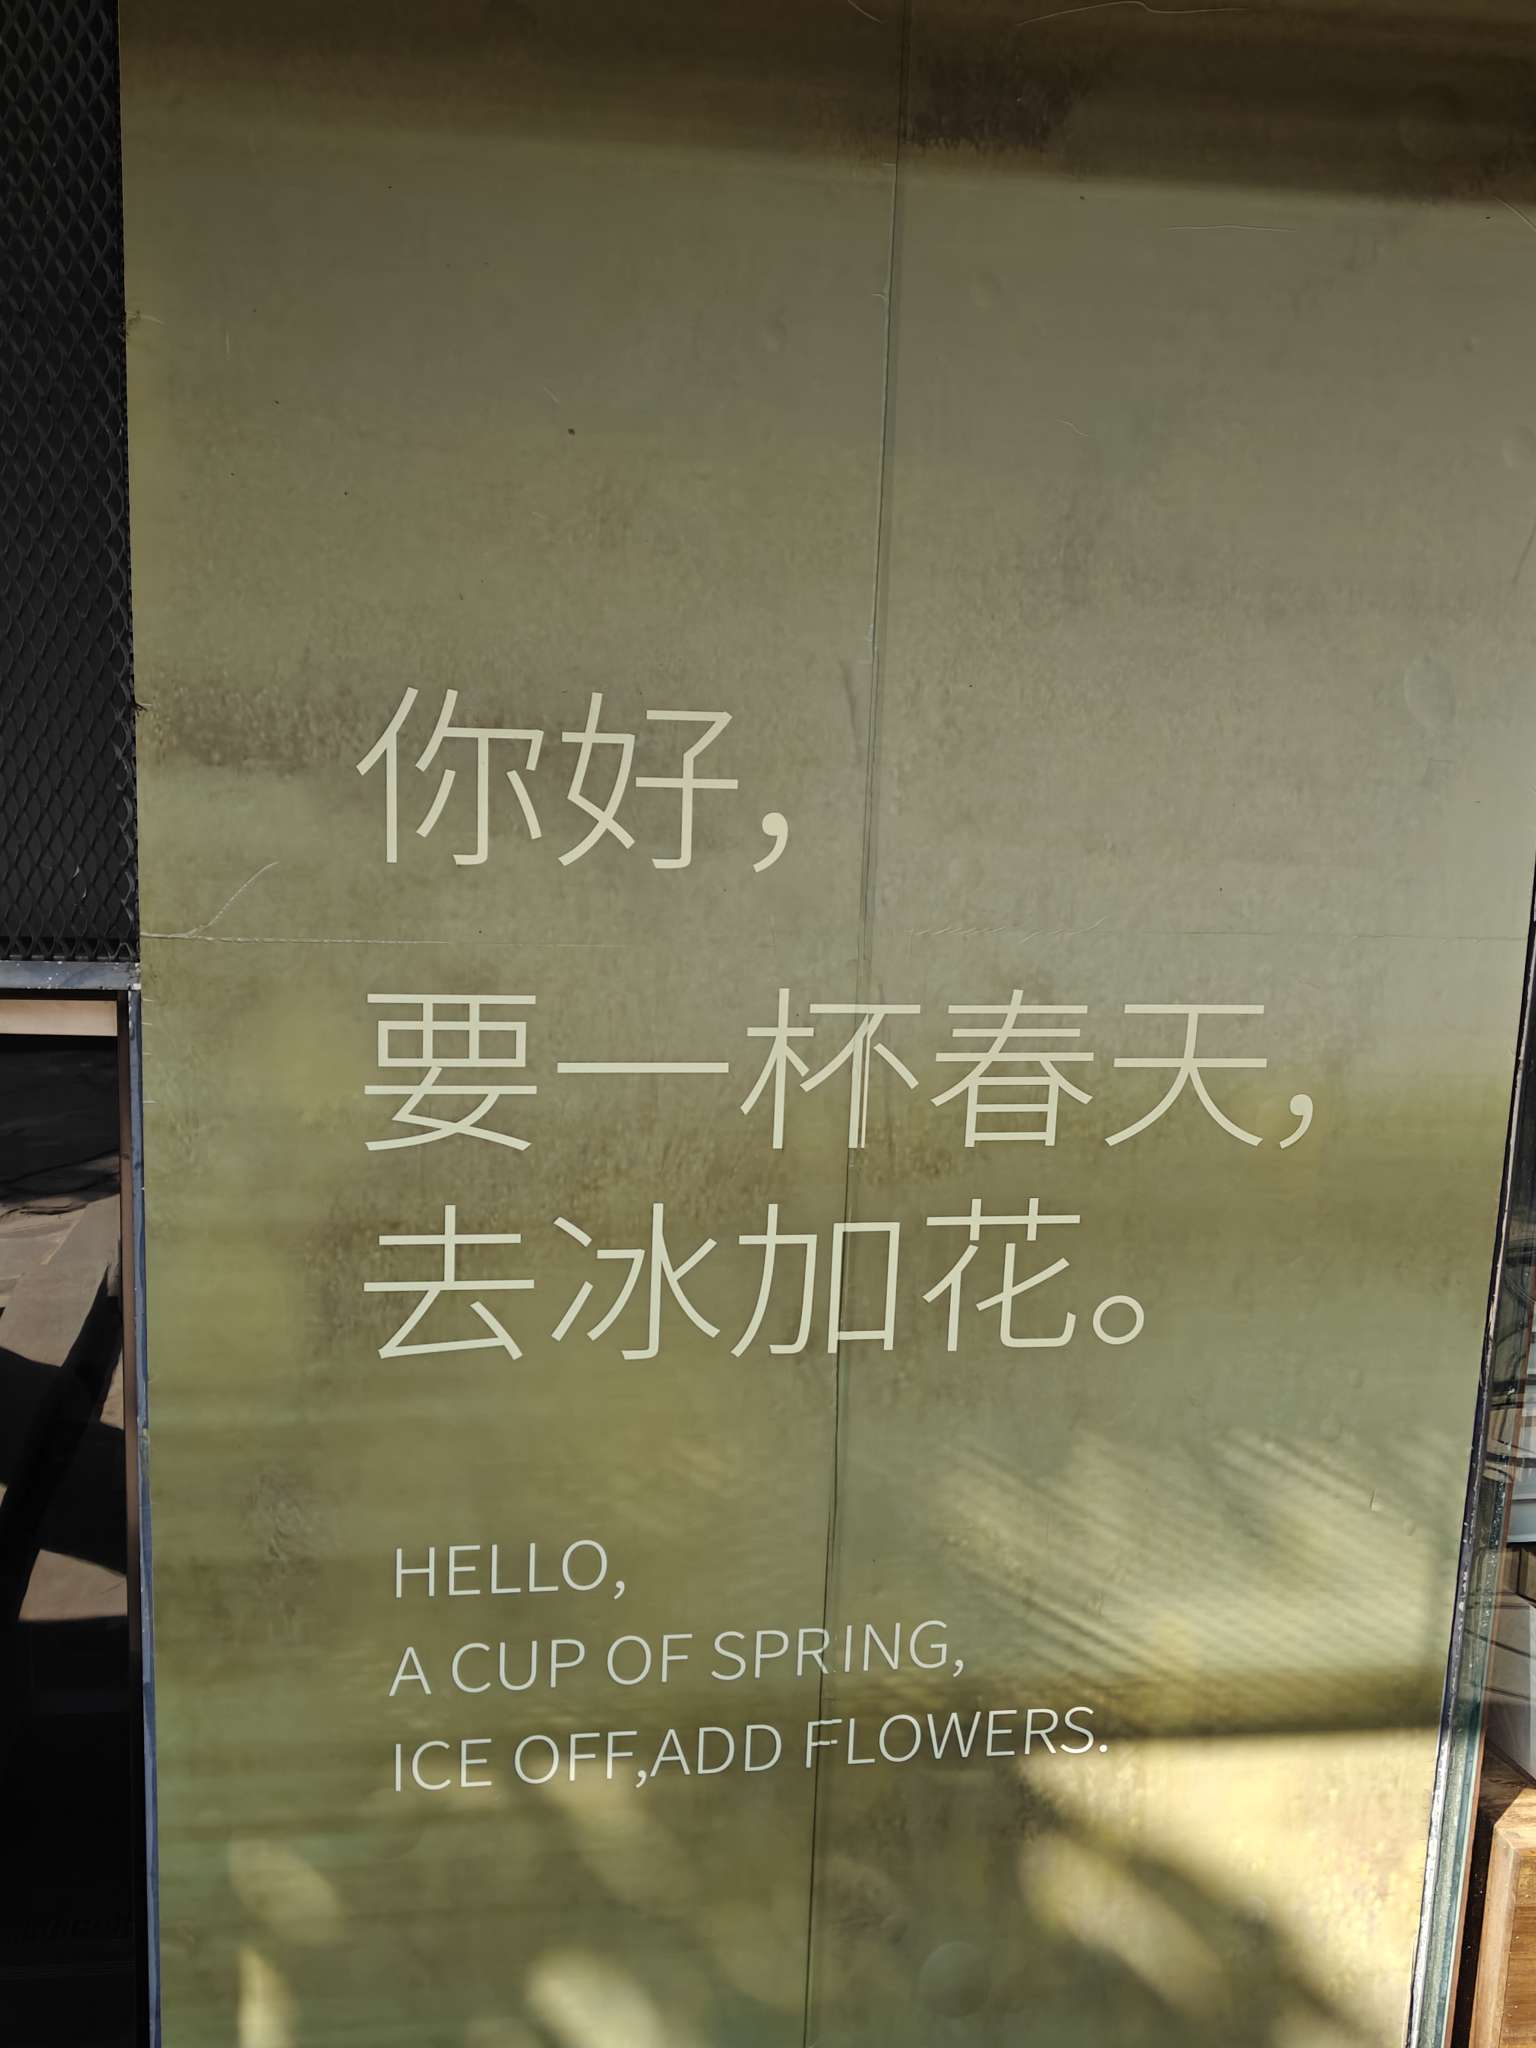 你好，
要一杯春天，
去冰加花。
HELLO,
A CUP OF SPRING,
ICE OFF,ADD FLOWERS.